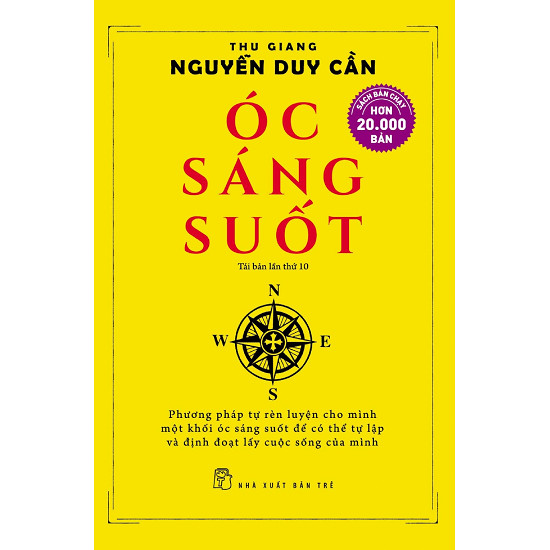 THU GIANG
NGUYỄN DUY CẦN
SÁCH BÁN CHẠY
HƠN
20.000
BẢN
ÓC
SÁNG
SUỐT
Tái bản lần thứ 10
N
W E
S
Phương pháp tự rèn luyện cho mình
một khối óc sáng suốt để có thể tự lập
và định đoạt lấy cuộc sống của mình
NHÀ XUẤT BẢN TRẺ